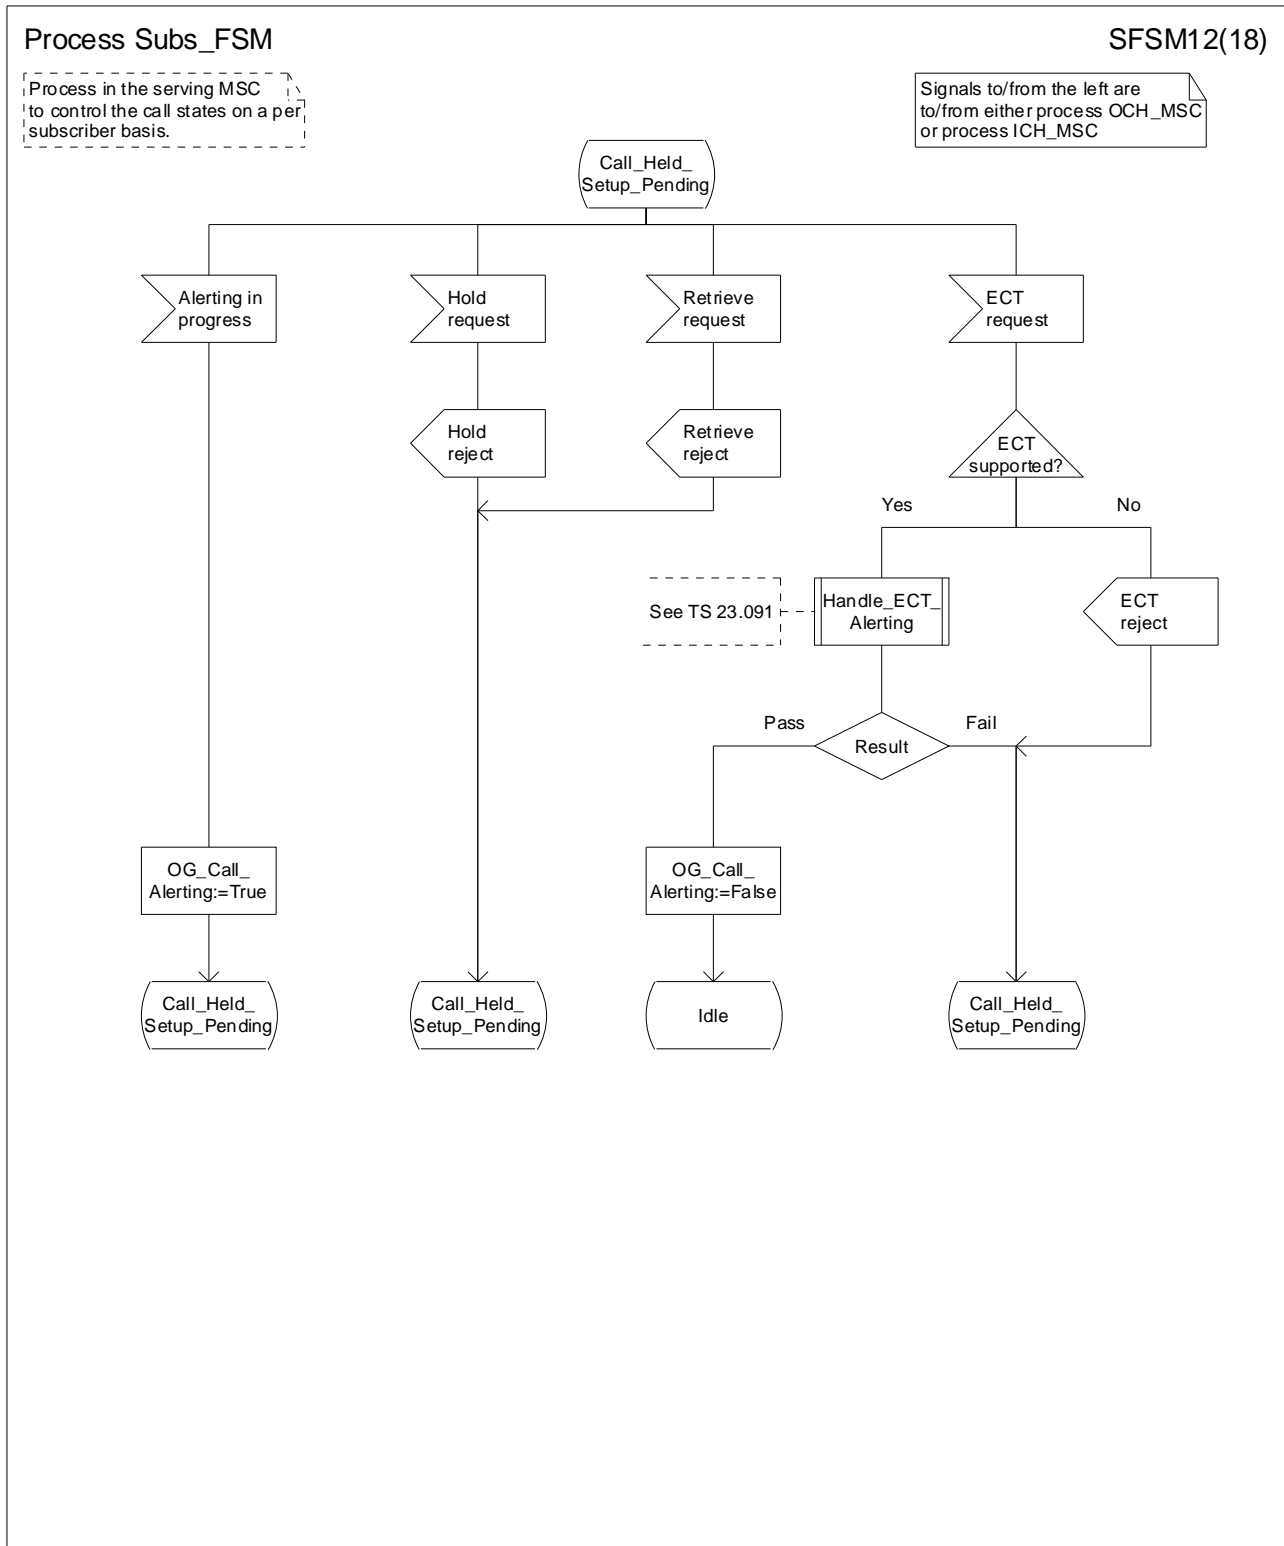 Process Subs_FSM
SFSM12(18)
Process in the serving MSC
to control the call states on a per
subscriber basis.
Signals to/from the left are
to/from either process OCH_MSC
or process ICH_MSC
Call_Held_
Setup_Pending
Alerting in
progress
Hold
request
Retrieve
request
ECT
request
Hold
reject
Retrieve
reject
ECT
supported?
Yes
No
See TS 23.091
Handle_ECT_
Alerting
ECT
reject
Pass
Fail
Result
OG_Call_
Alerting:=True
OG_Call_
Alerting:=False
Call_Held_
Setup_Pending
Call_Held_
Setup_Pending
Idle
Call_Held_
Setup_Pending